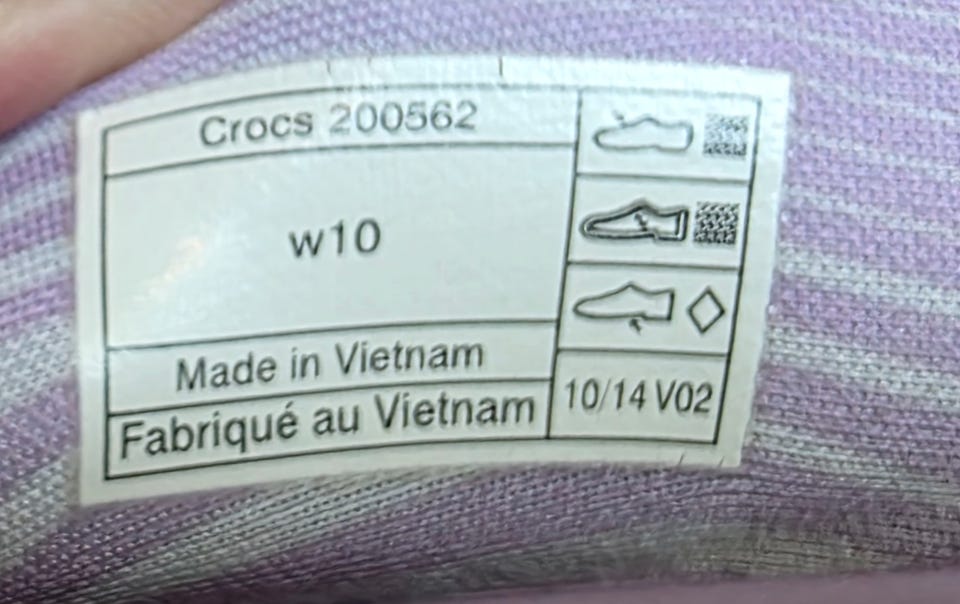 Crocs 200562
w10
Made in Vietnam
Fabriqué au Vietnam
10/14 V02